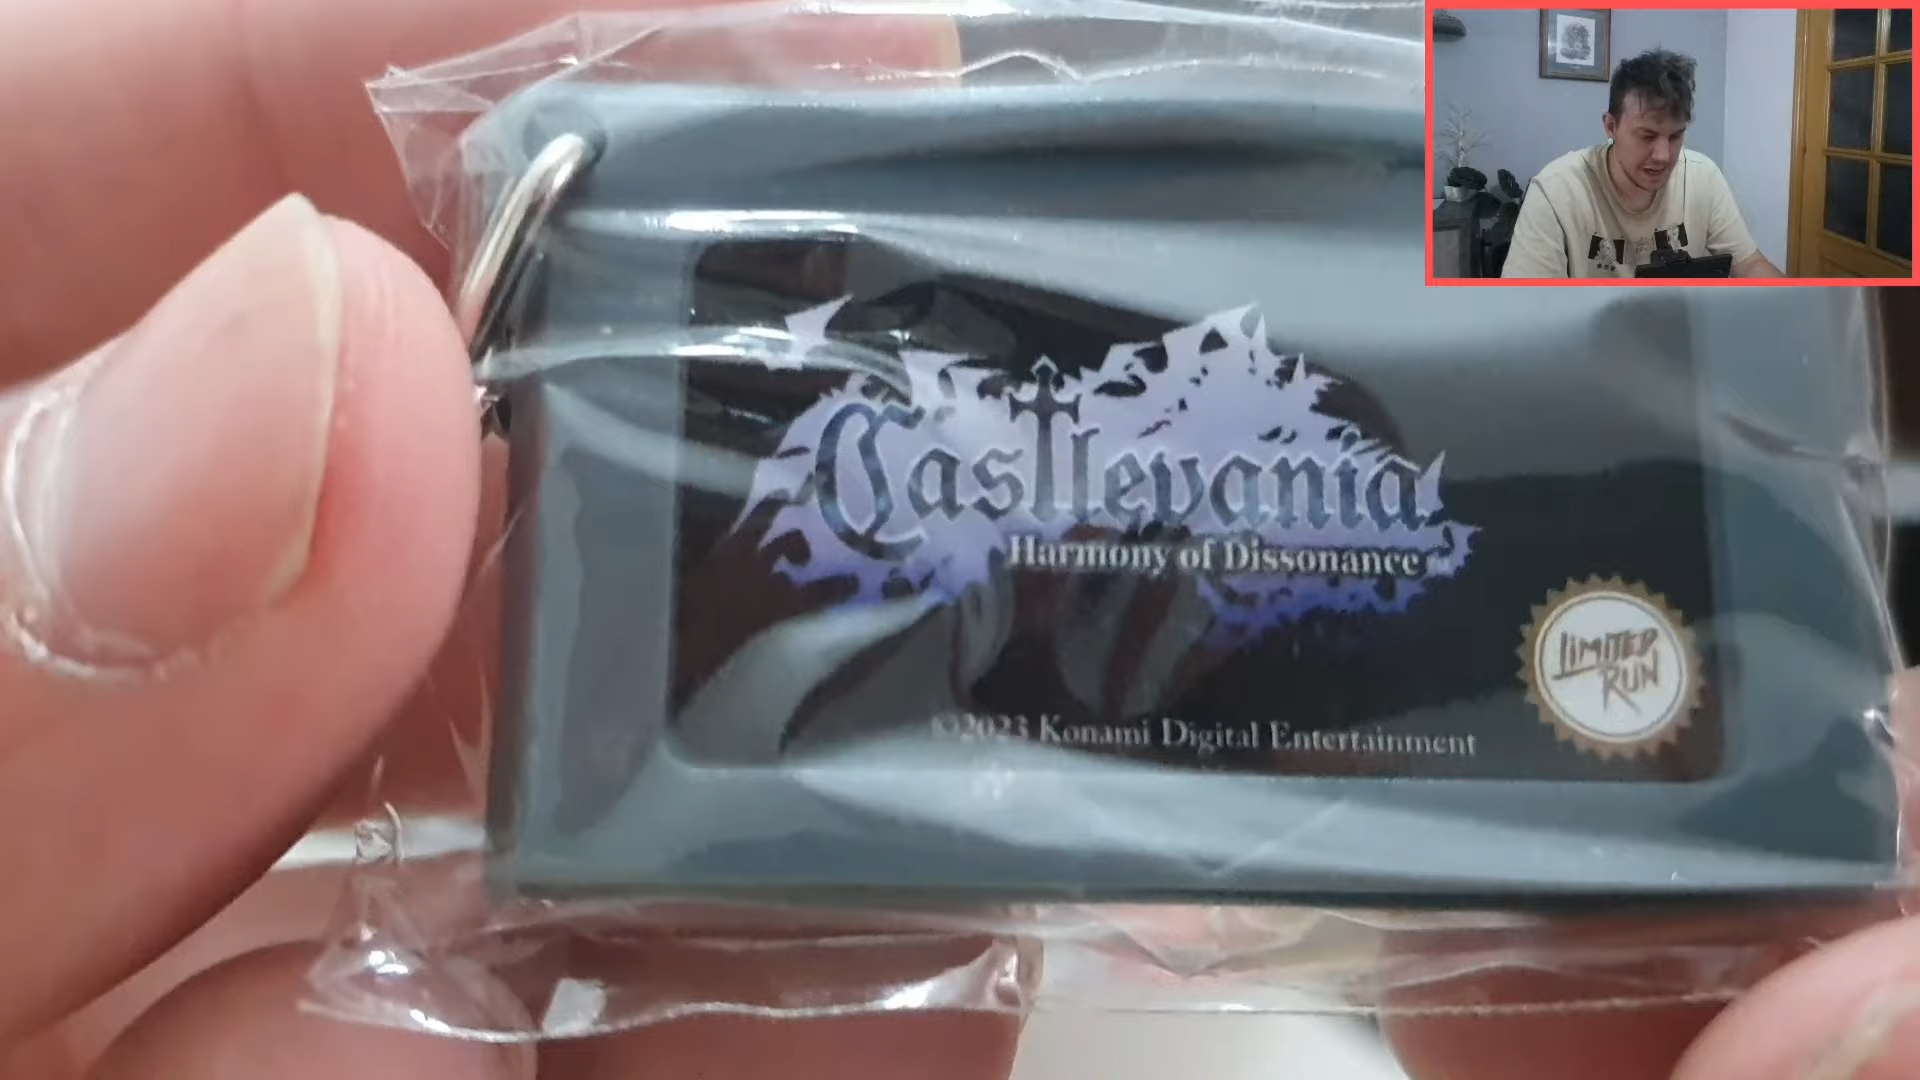 Castlevania
Harmony of Dissonance
LIMITED
RUN
©2023 Konami Digital Entertainment